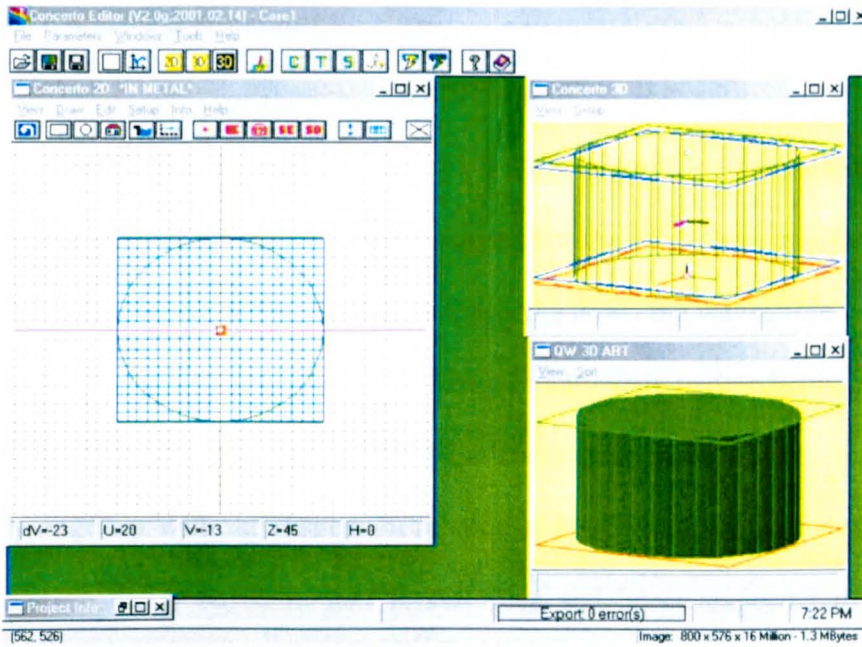 Concerto Editor [V2.0g:2001.02.14] - Case1
File Parameters Windows Tools Help
2D 3D 3D C T S ?
Concerto 2D *IN METAL*
View Draw Edit Setup Info Help
SE SO
dV=-23 U=20 V=-13 Z=45 H=0
Concerto 3D
View Setup
QW 3D ART
View Sort
Project Info
Export: 0 error(s) 7:22 PM
(562, 526) Image: 800 x 576 x 16 Million - 1.3 MBytes